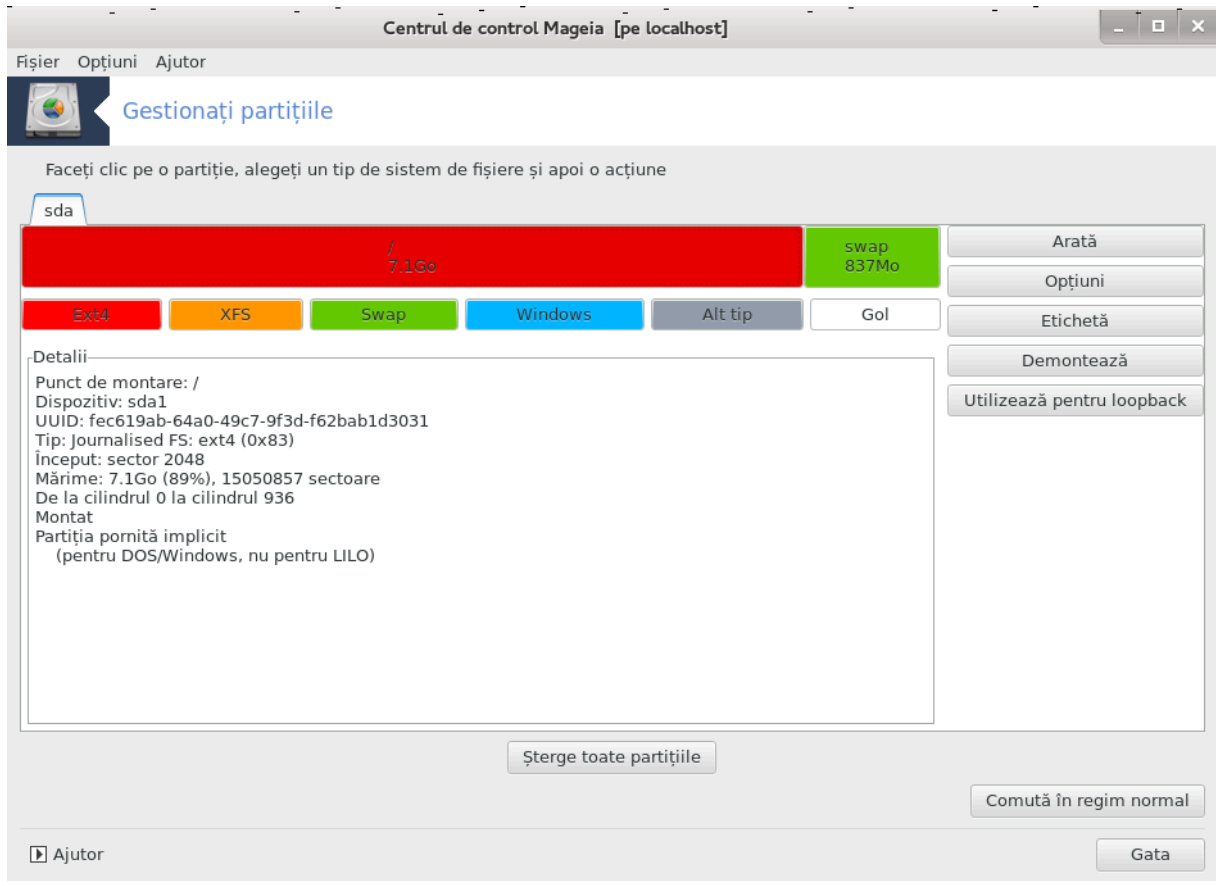 Centrul de control Mageia [pe localhost]
Fișier Opțiuni Ajutor
Gestionați partițiile
Faceți clic pe o partiție, alegeți un tip de sistem de fișiere și apoi o acțiune
sda
/
7.1Go
swap
837Mo
Ext4 XFS Swap Windows Alt tip Gol
Arată
Opțiuni
Etichetă
Demontează
Utilizează pentru loopback
Detalii
Punct de montare: /
Dispozitiv: sda1
UUID: fec619ab-64a0-49c7-9f3d-f62bab1d3031
Tip: Journalised FS: ext4 (0x83)
Început: sector 2048
Mărime: 7.1Go (89%), 15050857 sectoare
De la cilindrul 0 la cilindrul 936
Montat
Partiția pornită implicit
(pentru DOS/Windows, nu pentru LILO)
Șterge toate partițiile
Comută în regim normal
Ajutor
Gata